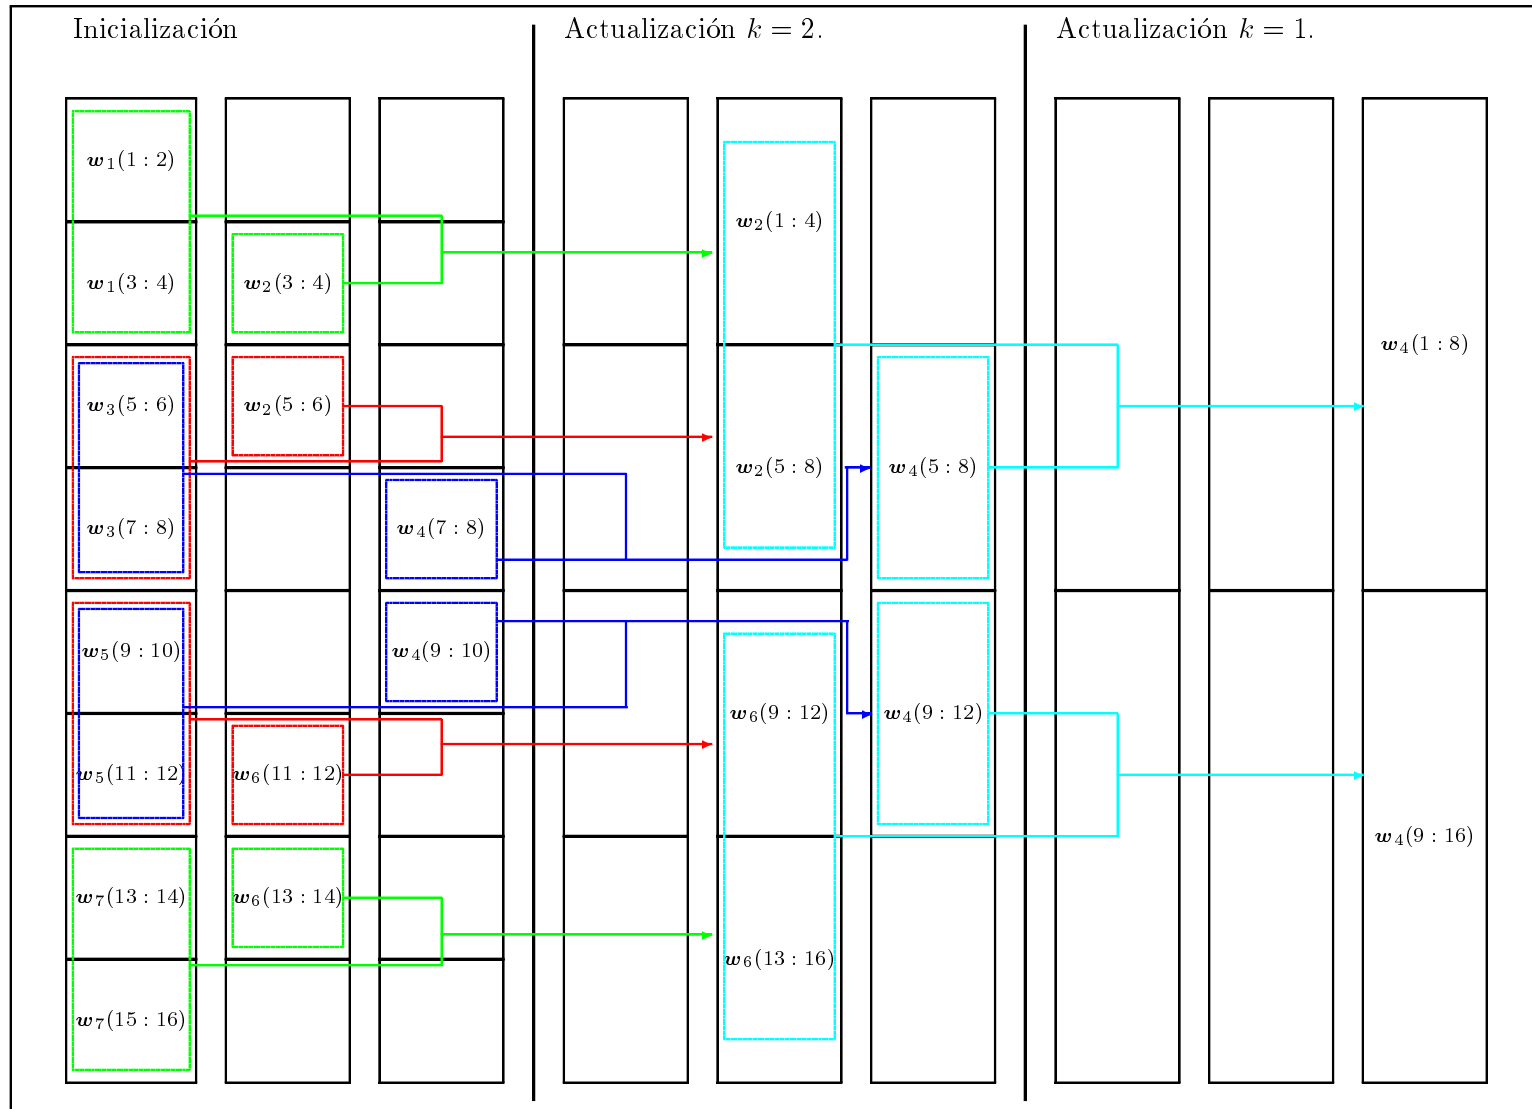 Inicialización
Actualización k = 2.
Actualización k = 1.
w1(1 : 2)
w2(1 : 4)
w1(3 : 4)
w2(3 : 4)
w4(1 : 8)
w3(5 : 6)
w2(5 : 6)
w2(5 : 8)
w4(5 : 8)
w3(7 : 8)
w4(7 : 8)
w5(9 : 10)
w4(9 : 10)
w6(9 : 12)
w4(9 : 12)
w5(11 : 12)
w6(11 : 12)
w4(9 : 16)
w7(13 : 14)
w6(13 : 14)
w6(13 : 16)
w7(15 : 16)